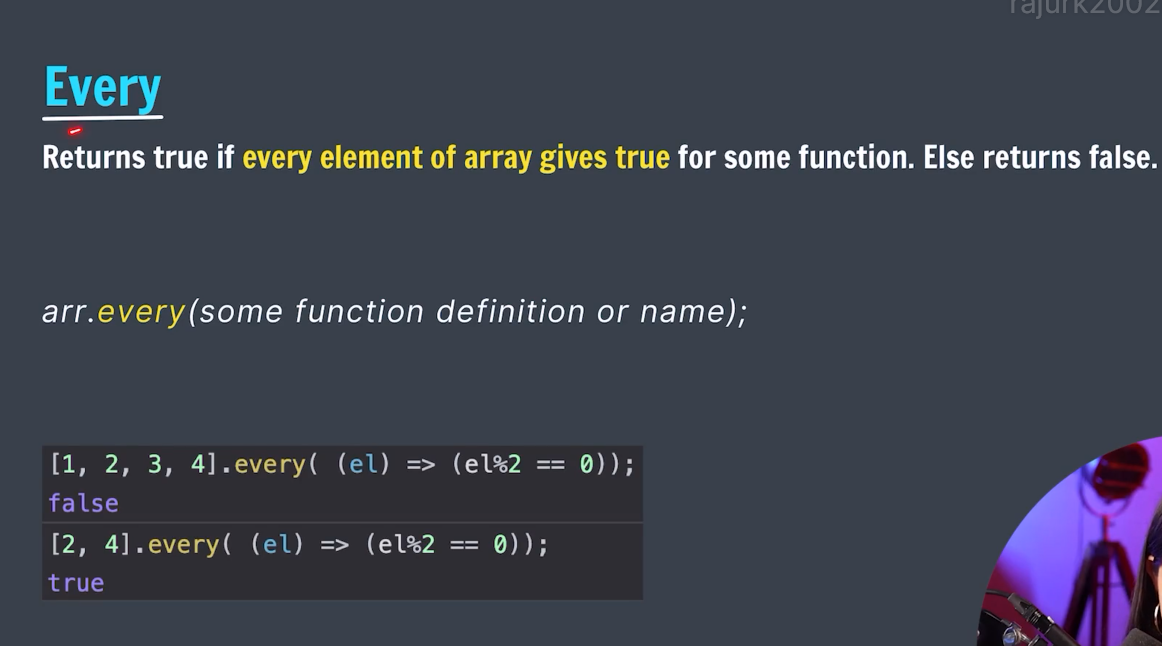 rajurk2002
Every
Returns true if every element of array gives true for some function. Else returns false.
arr.every(some function definition or name);
[1, 2, 3, 4].every( (el) => (el%2 == 0));
false
[2, 4].every( (el) => (el%2 == 0));
true